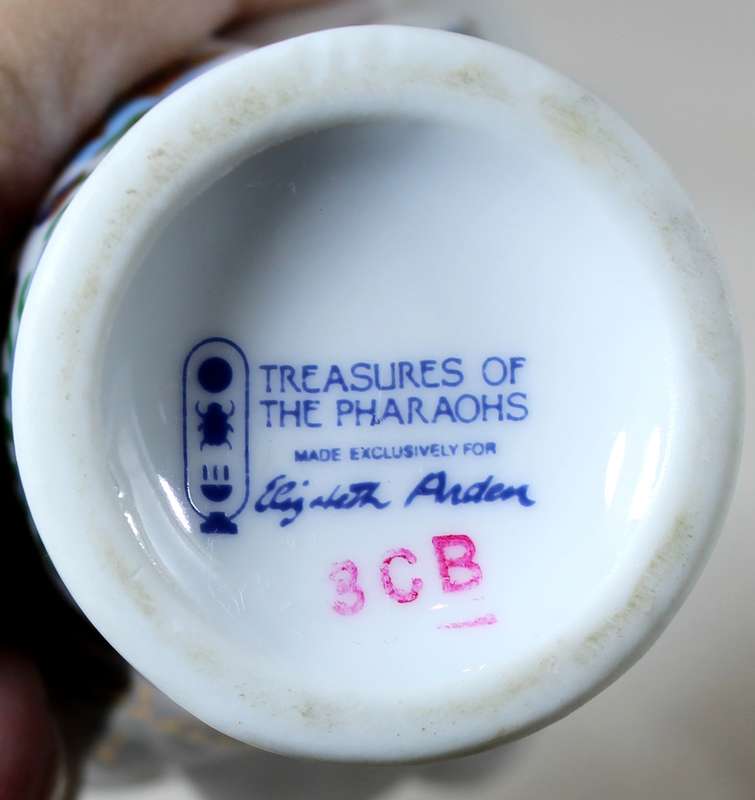 TREASURES OF
THE PHARAOHS
MADE EXCLUSIVELY FOR
Elizabeth Arden
3CB